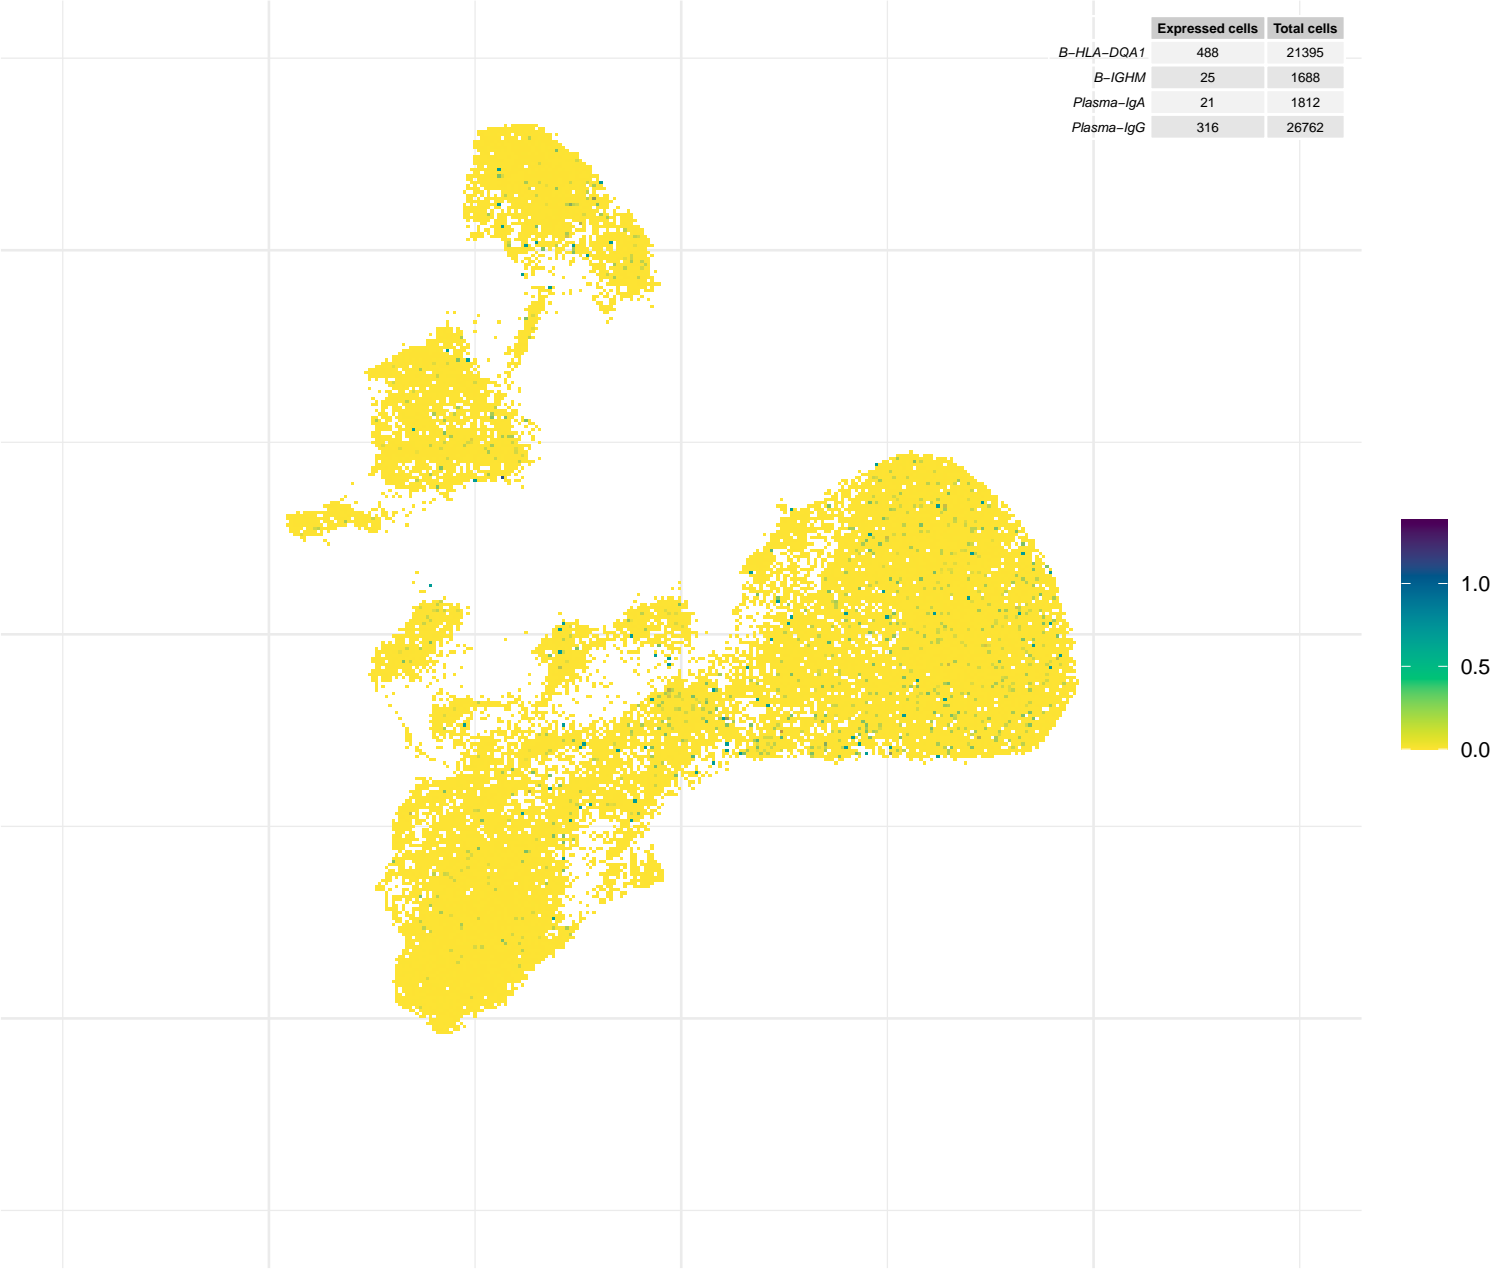 Expressed cells Total cells
B−HLA−DQA1 488 21395
B−IGHM 25 1688
Plasma−IgA 21 1812
Plasma−IgG 316 26762
1.0
0.5
0.0